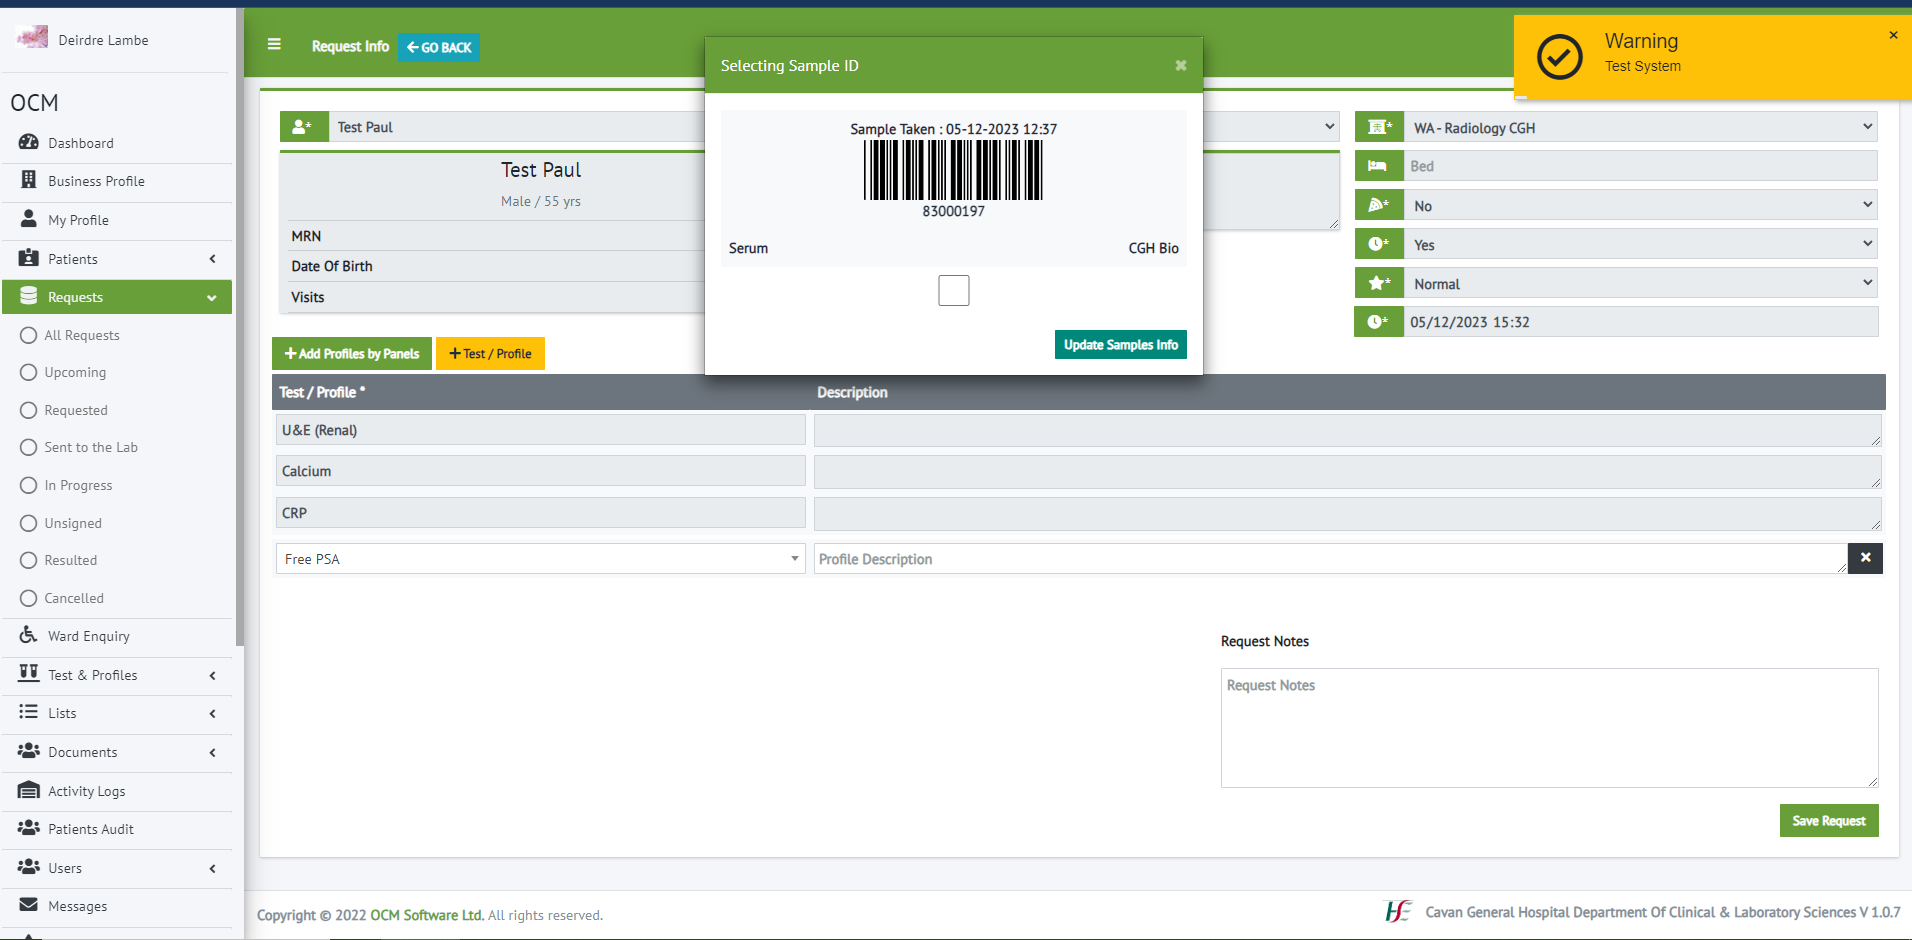 Deirdre Lambe
OCM
Dashboard
Business Profile
My Profile
Patients
Requests
All Requests
Upcoming
Requested
Sent to the Lab
In Progress
Unsigned
Resulted
Cancelled
Ward Enquiry
Test & Profiles
Lists
Documents
Activity Logs
Patients Audit
Users
Messages
Request Info
GO BACK
Warning
Test System
Selecting Sample ID
Sample Taken : 05-12-2023 12:37
83000197
Serum
CGH Bio
Update Samples Info
Test Paul
Test Paul
Male / 55 yrs
MRN
Date Of Birth
Visits
WA - Radiology CGH
Bed
No
Yes
Normal
05/12/2023 15:32
Add Profiles by Panels
Test / Profile
Test / Profile *
Description
U&E (Renal)
Calcium
CRP
Free PSA
Profile Description
Request Notes
Request Notes
Save Request
Copyright © 2022 OCM Software Ltd. All rights reserved.
Cavan General Hospital Department Of Clinical & Laboratory Sciences V 1.0.7